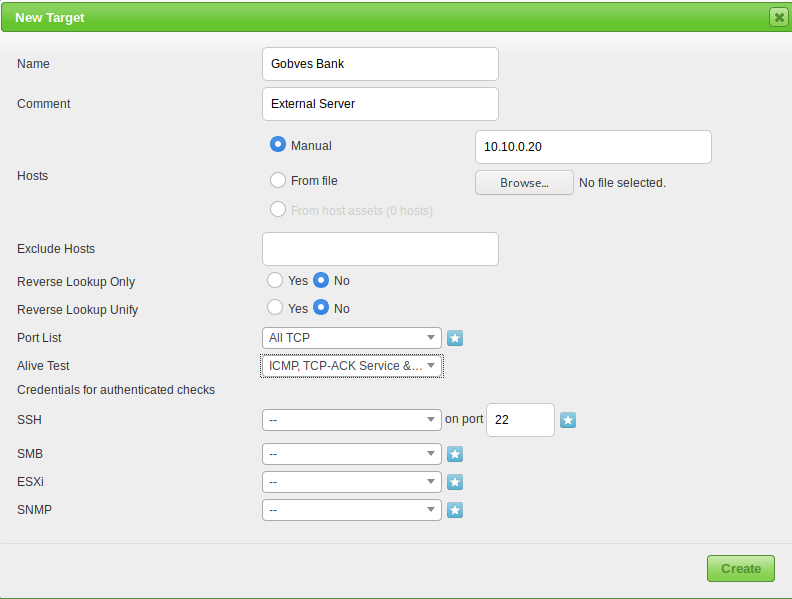 New Target
Name Gobves Bank
Comment External Server
Manual 10.10.0.20
Hosts From file Browse... No file selected.
From host assets (0 hosts)
Exclude Hosts
Reverse Lookup Only Yes No
Reverse Lookup Unify Yes No
Port List All TCP
Alive Test ICMP, TCP-ACK Service &...
Credentials for authenticated checks
SSH -- on port 22
SMB --
ESXi --
SNMP --
Create